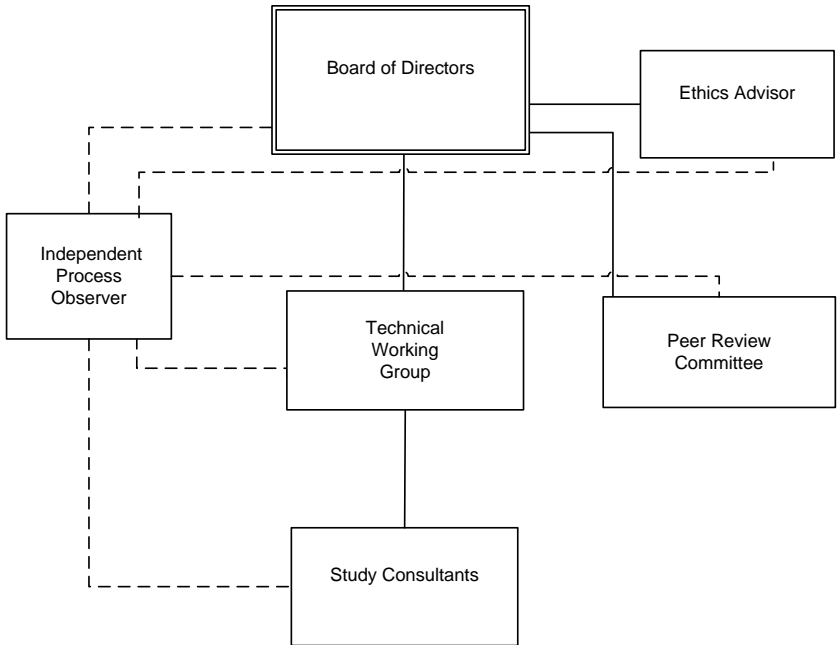 Board of Directors
Ethics Advisor
Independent
Process
Observer
Technical
Working
Group
Peer Review
Committee
Study Consultants